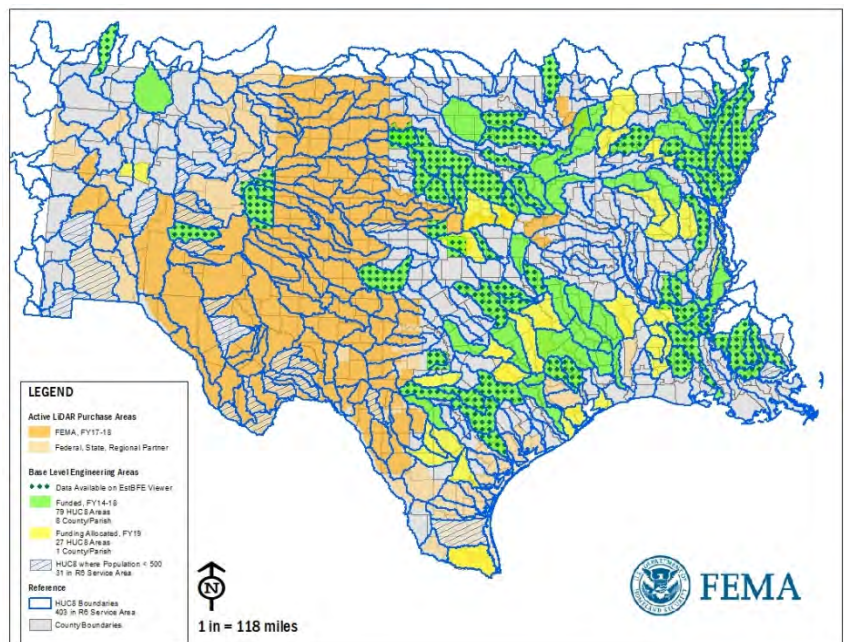 LEGEND
Active LiDAR Purchase Areas
FEMA, FY17-18
Federal, State, Regional Partner
Base Level Engineering Areas
Data Available on EstBFE Viewer
Funded, FY14-18
79 HUC8 Areas
6 County/Parish
Funding Allocated, FY19
27 HUC8 Areas
1 County/Parish
HUC8 where Population < 500
31 in R6 Service Area
Reference
HUC8 Boundaries
403 in R6 Service Area
County Boundaries
N
1 in = 118 miles
FEMA